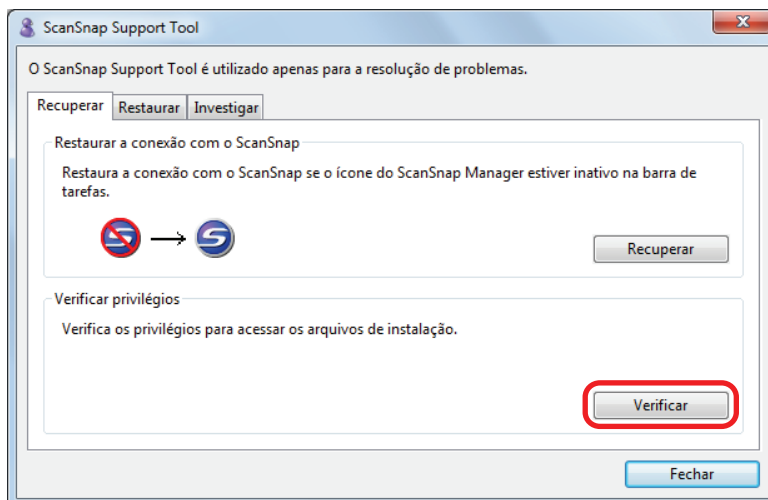 ScanSnap Support Tool
O ScanSnap Support Tool é utilizado apenas para a resolução de problemas.
Recuperar Restaurar Investigar
Restaurar a conexão com o ScanSnap
Restaura a conexão com o ScanSnap se o ícone do ScanSnap Manager estiver inativo na barra de
tarefas.
Recuperar
Verificar privilégios
Verifica os privilégios para acessar os arquivos de instalação.
Verificar
Fechar